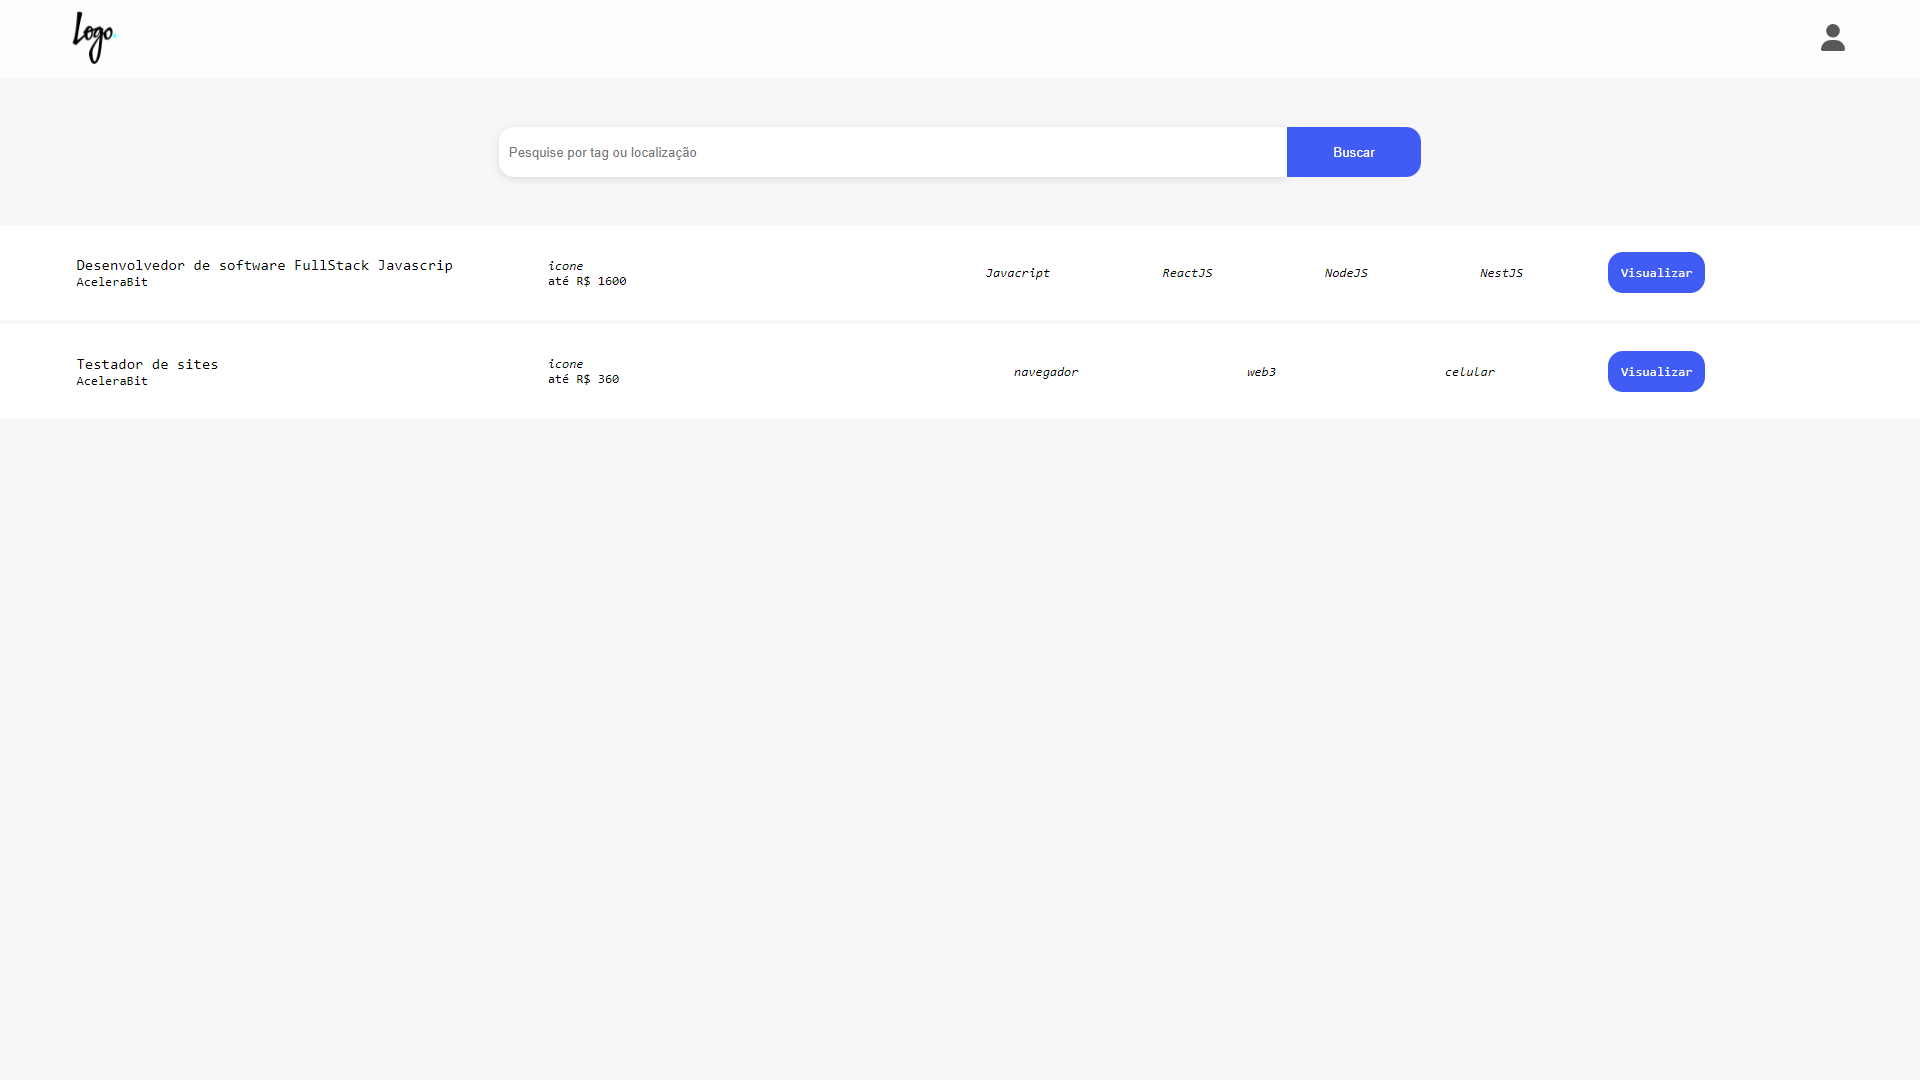 Logo.
Pesquise por tag ou localização
Buscar
Desenvolvedor de software FullStack Javascrip
AceleraBit
icone
até R$ 1600
Javacript
ReactJS
NodeJS
NestJS
Visualizar
Testador de sites
AceleraBit
icone
até R$ 360
navegador
web3
celular
Visualizar